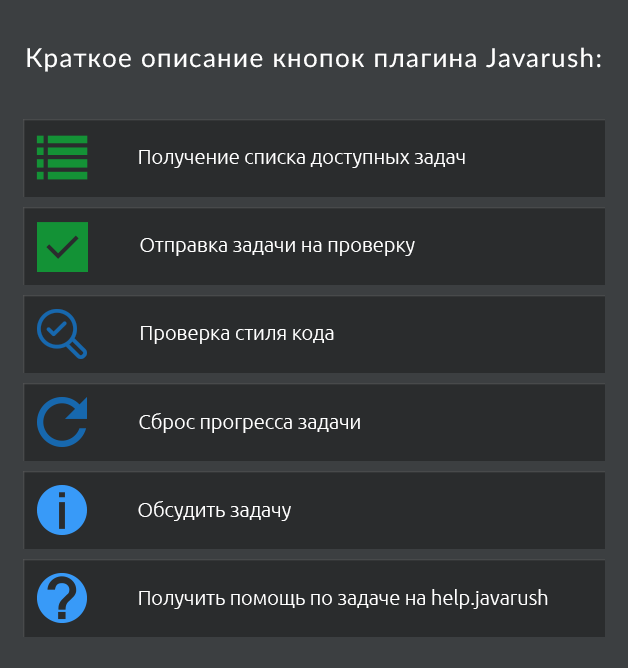 Краткое описание кнопок плагина Javarush:
Получение списка доступных задач
Отправка задачи на проверку
Проверка стиля кода
Сброс прогресса задачи
Обсудить задачу
Получить помощь по задаче на help.javarush